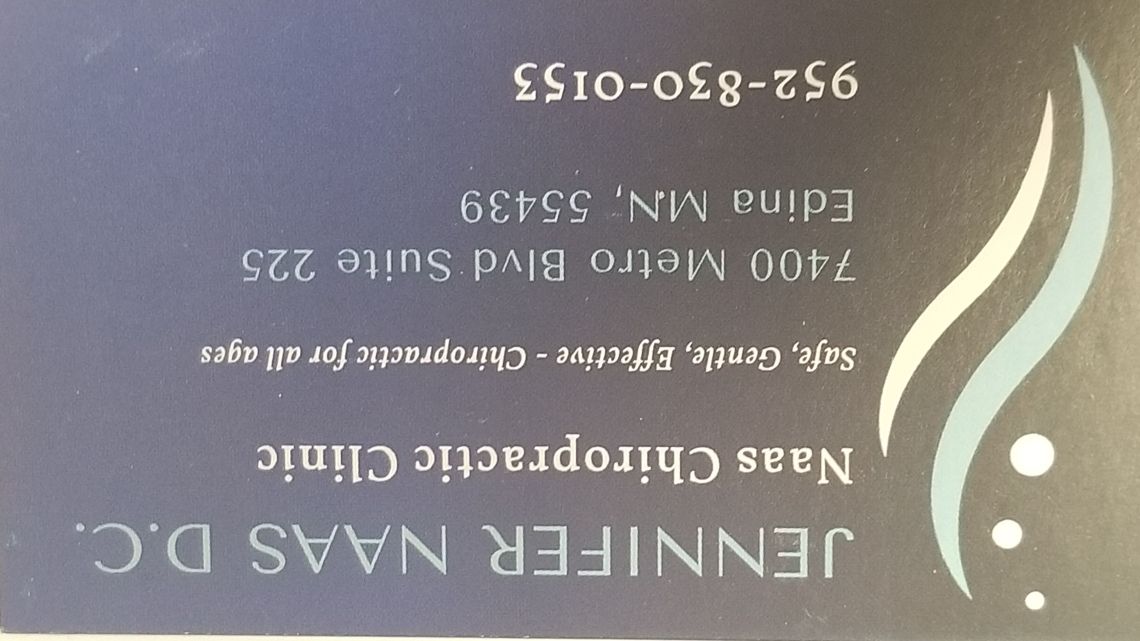 JENNIFER NAAS D.C.
Naas Chiropractic Clinic
Safe, Gentle, Effective - Chiropractic for all ages
7400 Metro Blvd Suite 225
Edina MN, 55439
952-830-0153